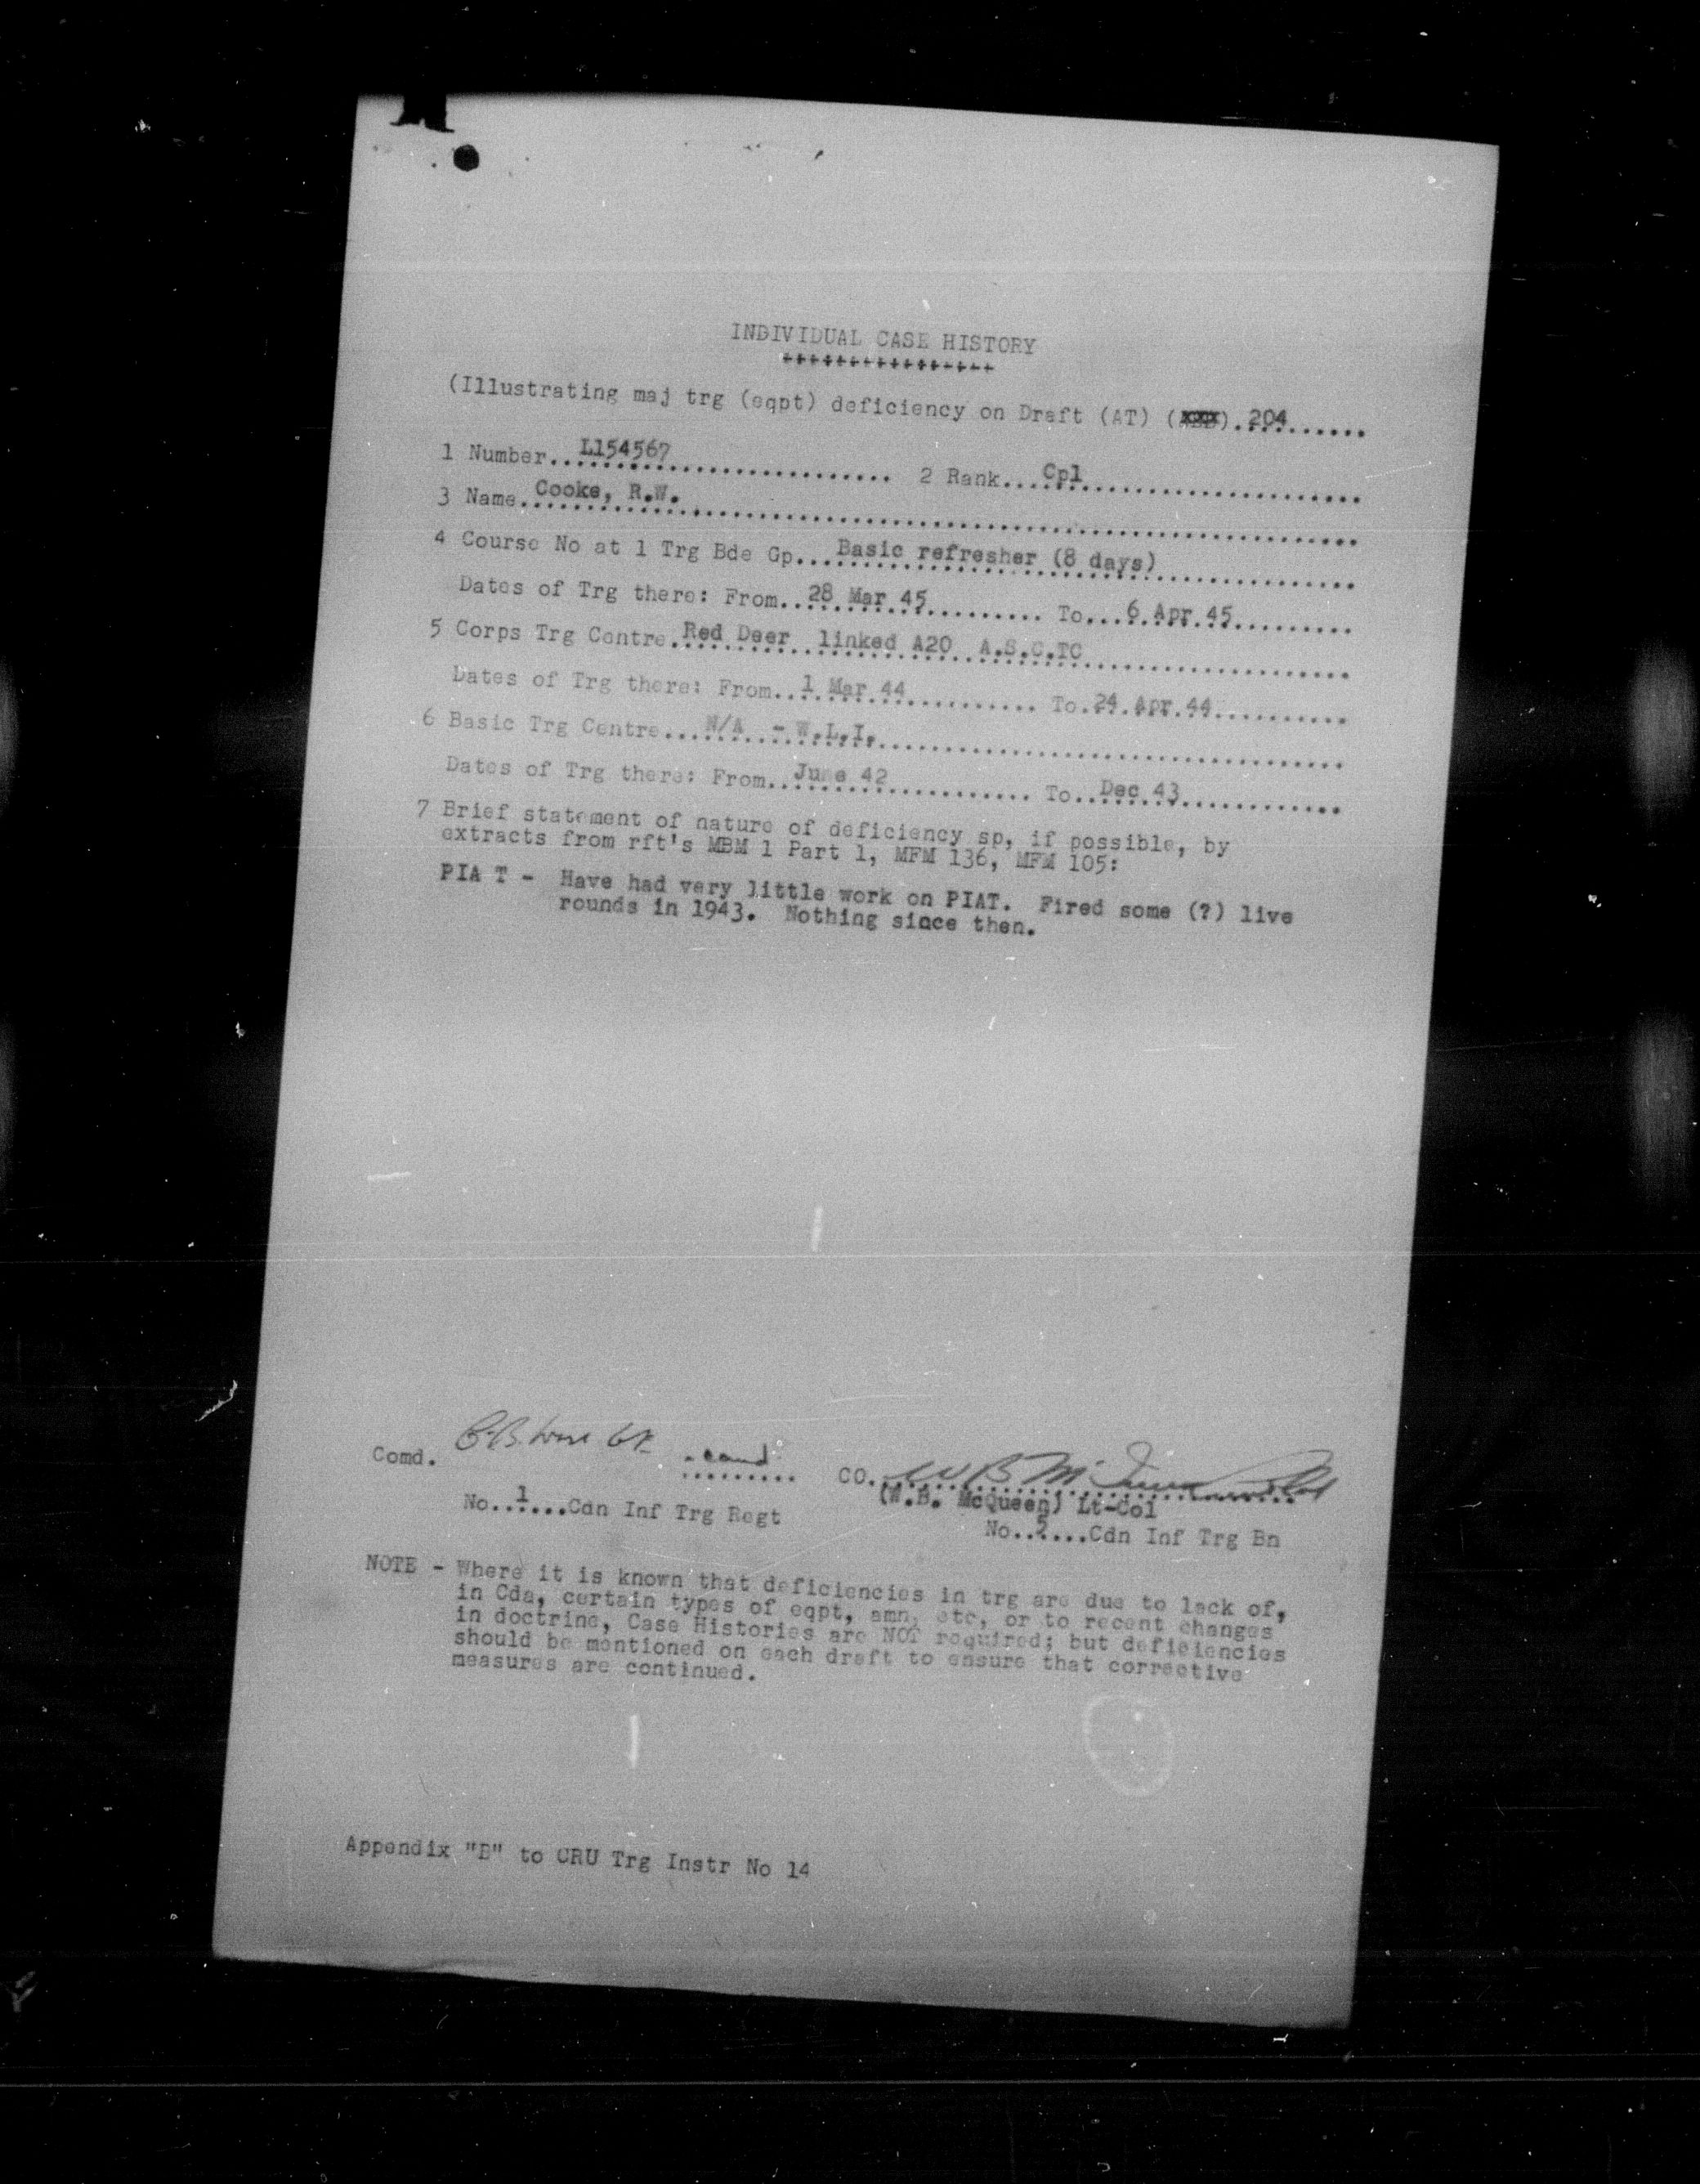 INDIVIDUAL CASE HISTORY
++++++++++++++++
(Illustrating maj trg (eqpt) deficiency on Draft (AT) (xxx).204..........
1 Number...L154567.......................... 2 Rank...Cpl......................
3 Name.Cooke, R.W...............................................................
4 Course No at 1 Trg Bde Gp...Basic refresher (8 days)...............
Dates of Trg there: From..28 Mar 45.......... To...6 Apr 45.........
5 Corps Trg Centre.Red Deer linked A20 A.S.C.TC....................
Dates of Trg there: From..1 Mar 44.......... To.24 Apr 44..........
6 Basic Trg Centre....N/A - W.L.I....................................
Dates of Trg there: From..June 42........... To..Dec 43............
7 Brief statement of nature of deficiency sp, if possible, by
extracts from rft's MBM 1 Part 1, MFM 136, MFM 105:
PIA T - Have had very little work on PIAT. Fired some (?) live
rounds in 1943. Nothing since then.
Comd. ......... CO...............
(W.B. McQueen) Lt-Col
No..1....Cdn Inf Trg Regt No..5....Cdn Inf Trg Bn
NOTE - Where it is known that deficiencies in trg are due to lack of,
in Cda, certain types of eqpt, amn, etc, or to recent changes
in doctrine, Case Histories are NOT required; but deficiencies
should be mentioned on each draft to ensure that corrective
measures are continued.
Appendix "B" to CRU Trg Instr No 14